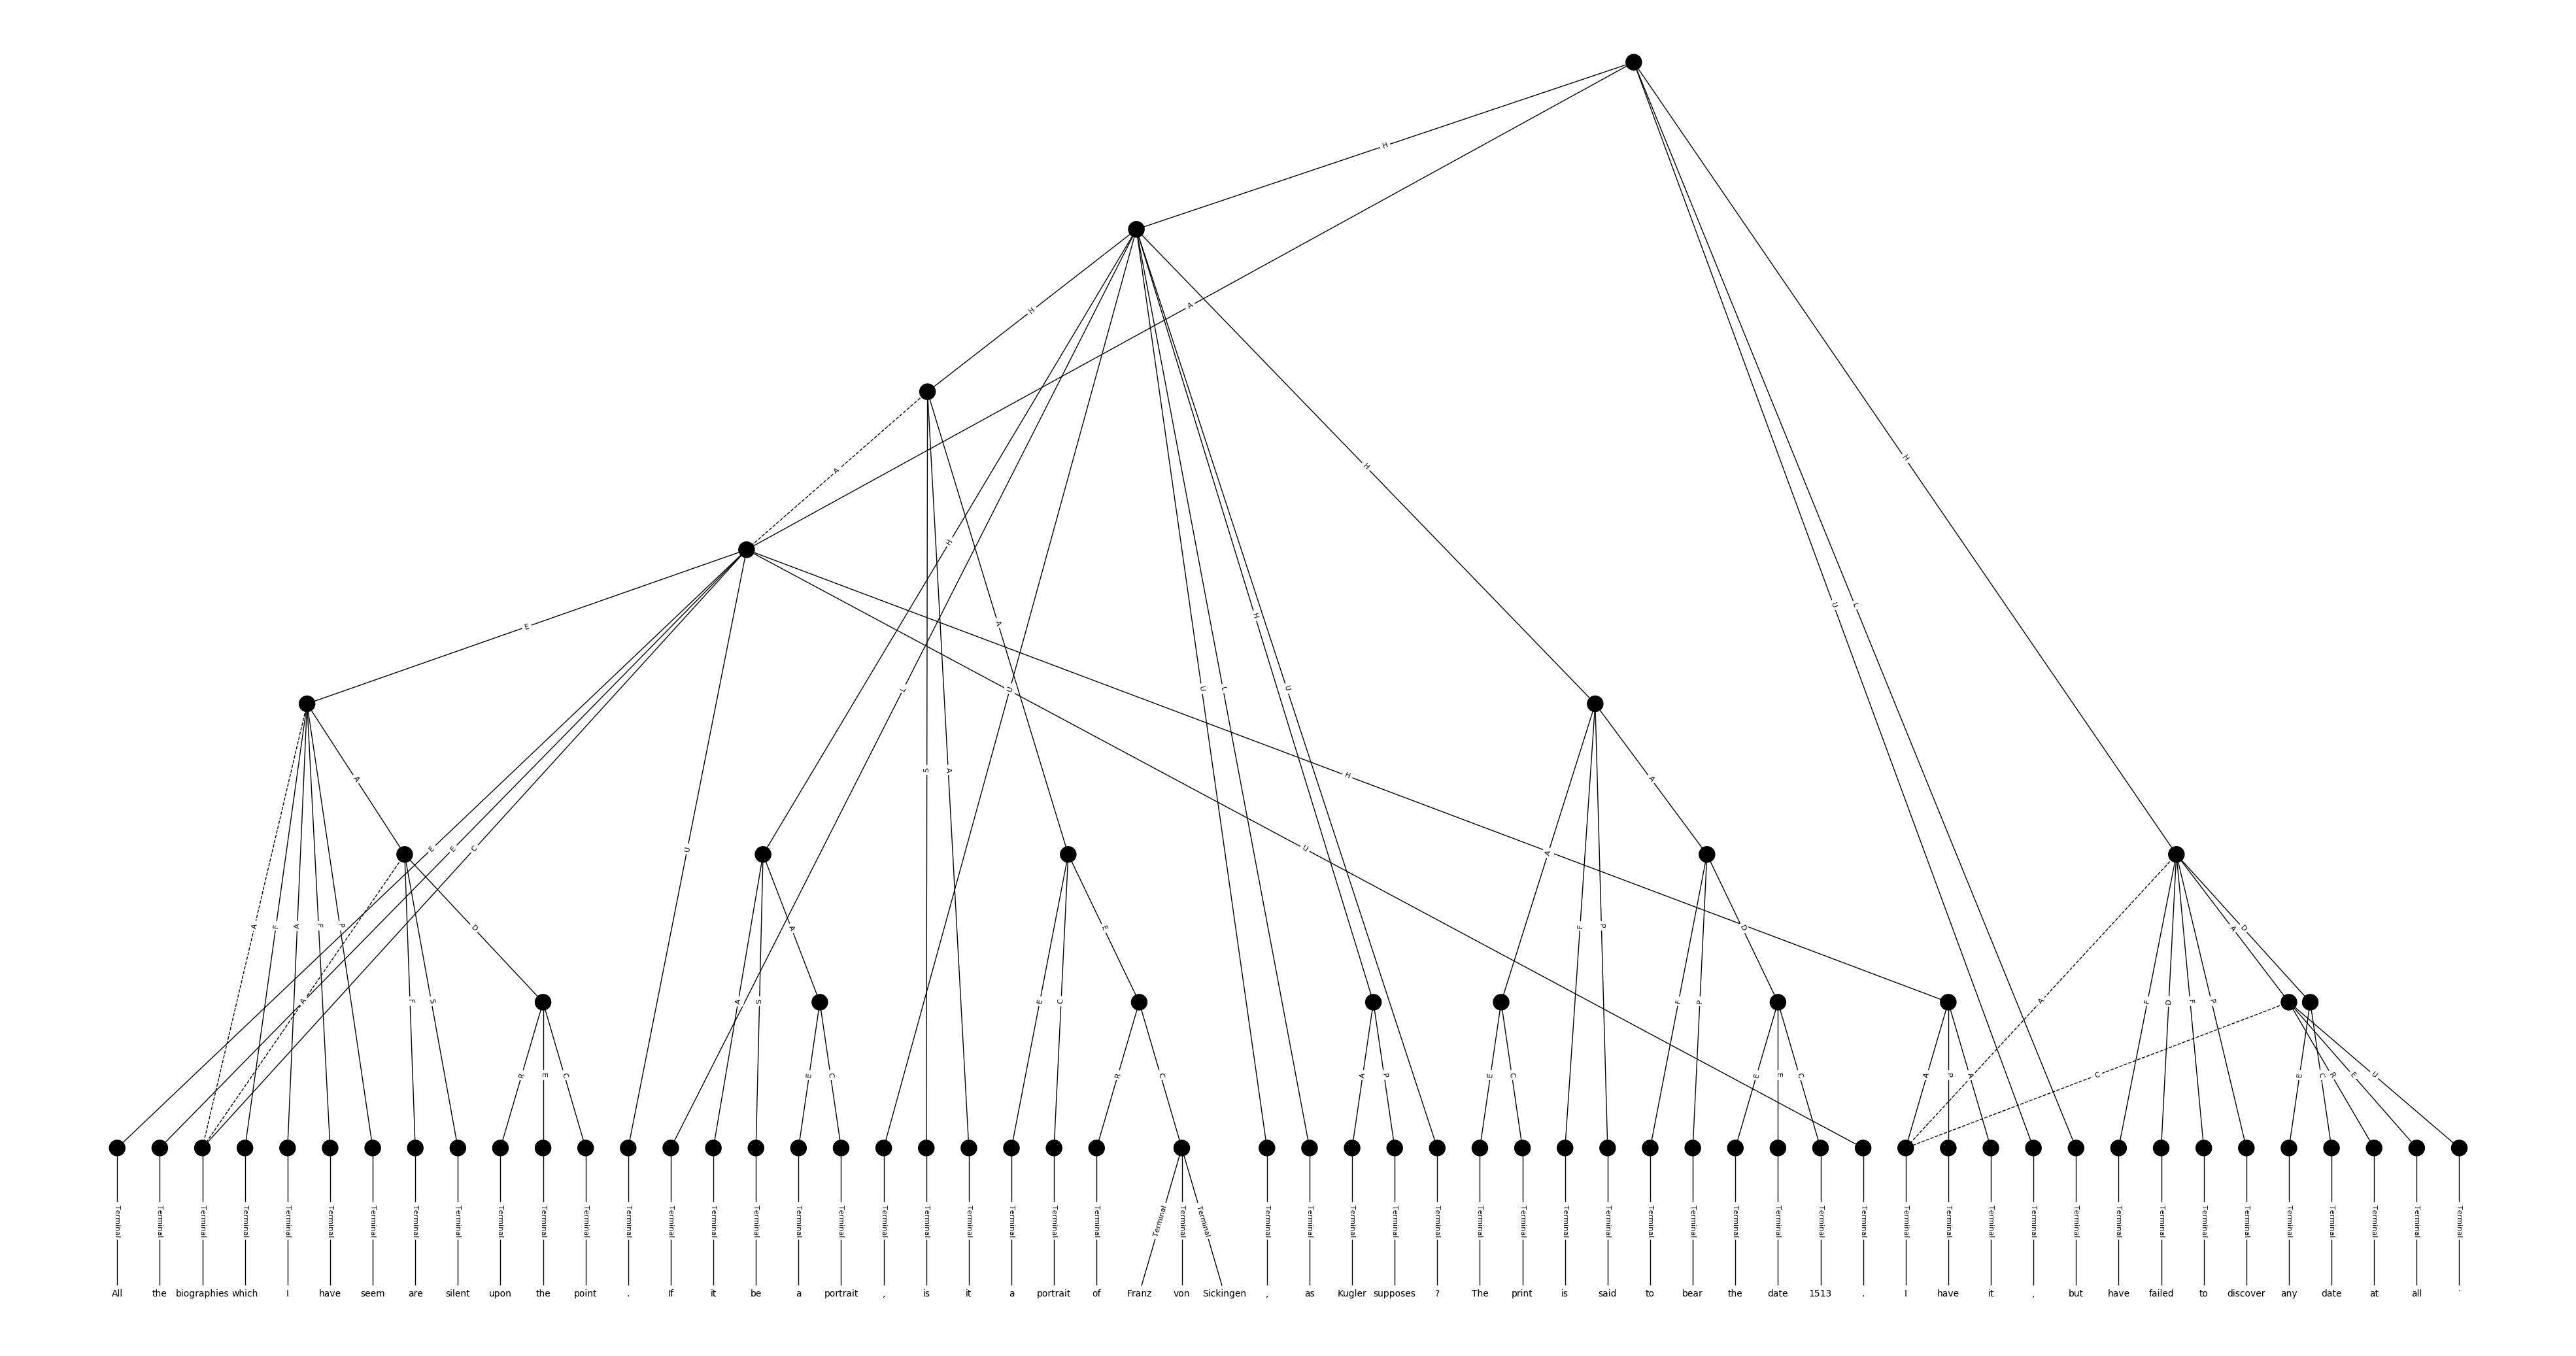 H
H A
H H A
H
U L
H A E
L U U L U
S A H A A
E E C U U A
A F A F P D A E F P D A D
A F S A S E C F P A F D F P
R E C E C R C A P E C E E C A P A C E C R E U
Terminal Terminal Terminal Terminal Terminal Terminal Terminal Terminal Terminal Terminal Terminal Terminal Terminal Terminal Terminal Terminal Terminal Terminal Terminal Terminal Terminal Terminal Terminal Terminal Terminal Terminal Terminal Terminal Terminal Terminal Terminal Terminal Terminal Terminal Terminal Terminal Terminal Terminal Terminal Terminal Terminal Terminal Terminal Terminal Terminal Terminal Terminal Terminal Terminal Terminal Terminal Terminal Terminal Terminal Terminal Terminal
All the biographies which I have seem are silent upon the point . If it be a portrait , is it a portrait of Franz von Sickingen , as Kugler supposes ? The print is said to bear the date 1513 . I have it , but have failed to discover any date at all '